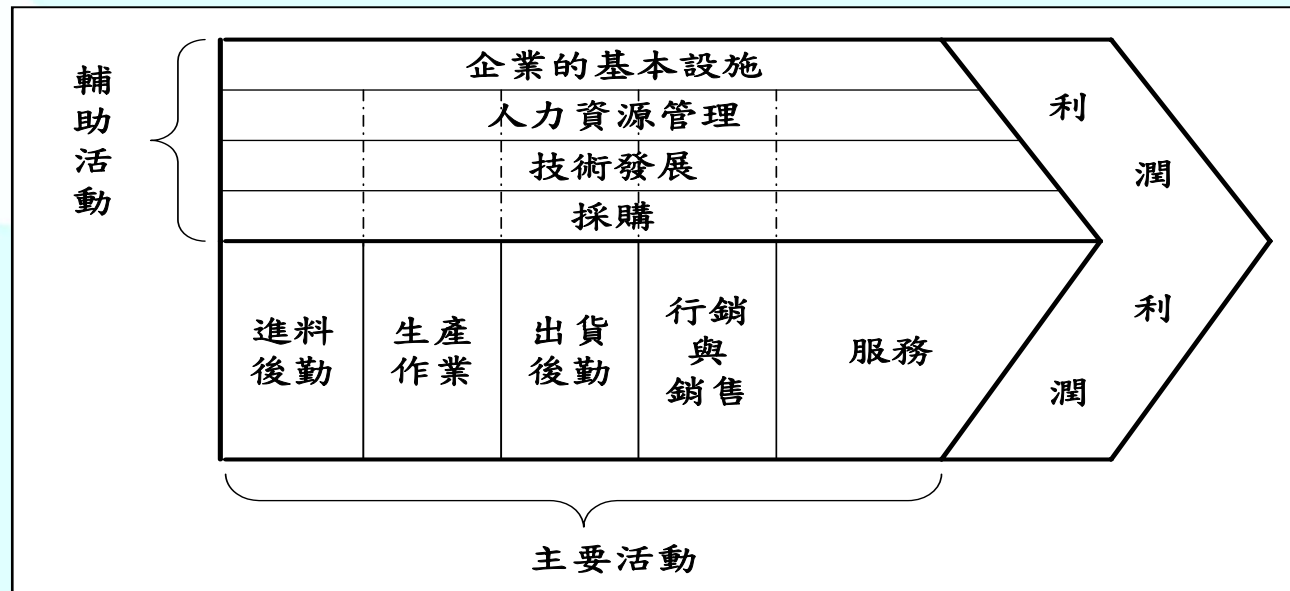 輔助活動
企業的基本設施
人力資源管理
技術發展
採購
進料
後勤
生產
作業
出貨
後勤
行銷
與
銷售
服務
利潤
利潤
主要活動